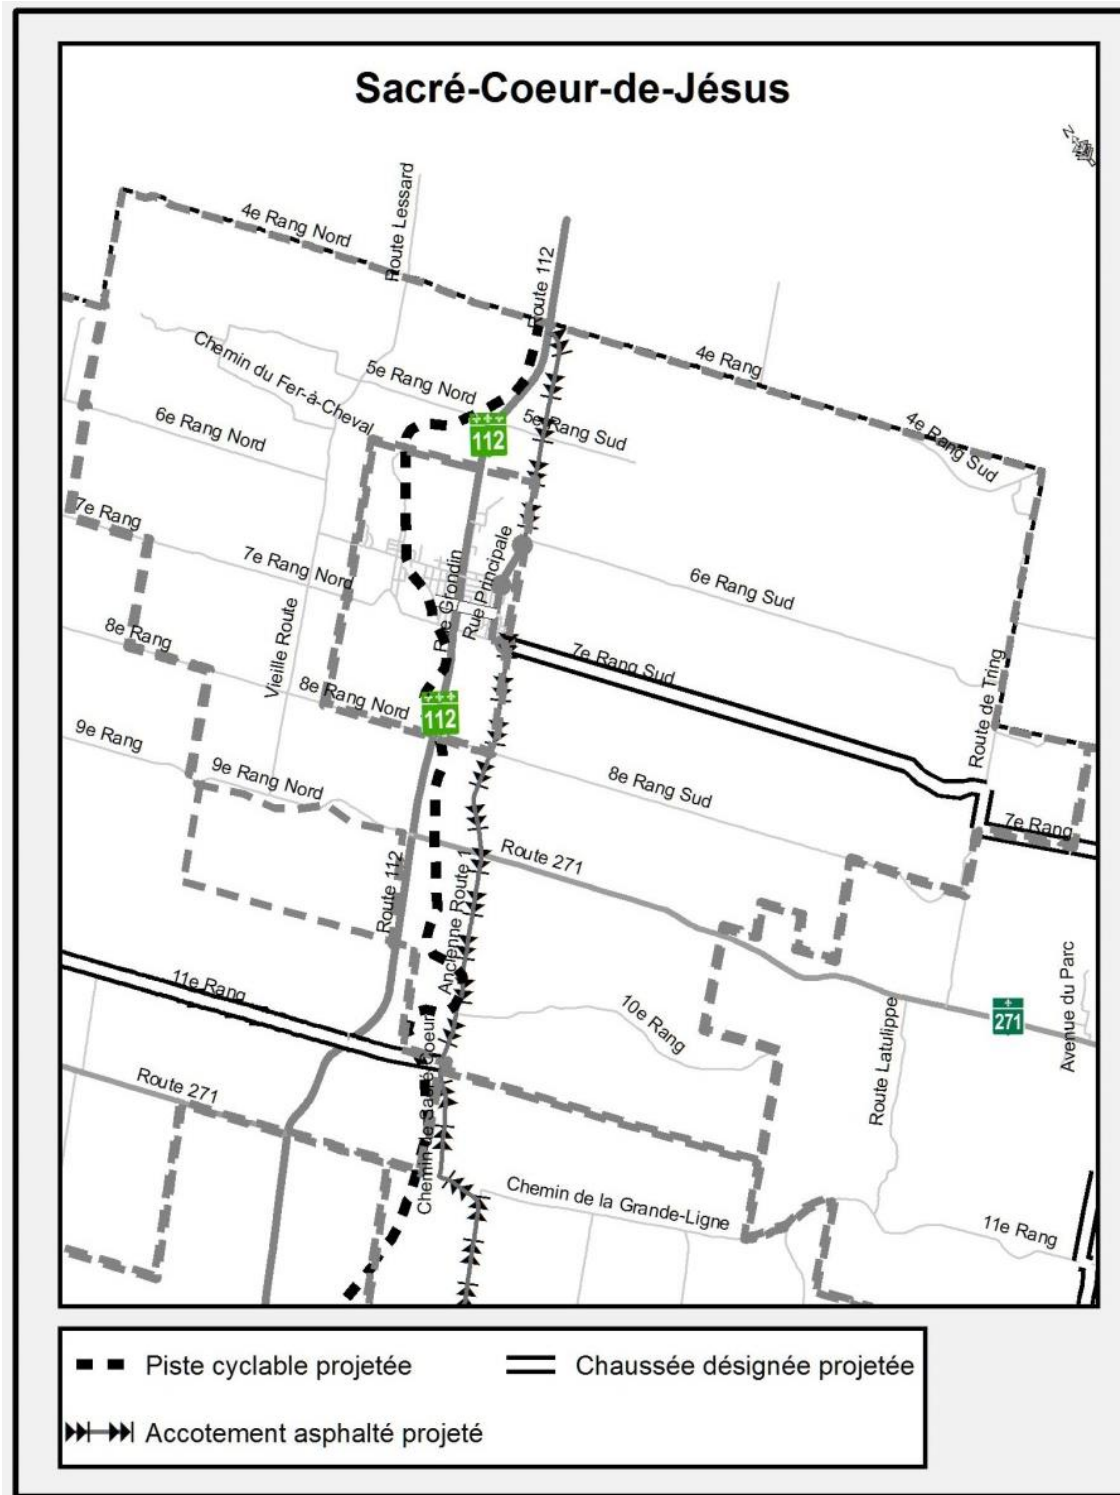 Sacré-Coeur-de-Jésus
N
Route Lessard
4e Rang Nord
Route 112
Chemin du Fer-à-Cheval
5e Rang Nord
4e Rang
112
5e Rang Sud
6e Rang Nord
4e Rang Sud
7e Rang
7e Rang Nord
Rue Grondin
Rue Principale
6e Rang Sud
8e Rang
Vieille Route
8e Rang Nord
7e Rang Sud
Route de Tring
112
9e Rang
9e Rang Nord
8e Rang Sud
7e Rang
Route 271
Route 112
Ancienne Route 1
11e Rang
10e Rang
271
Avenue du Parc
Route Latulippe
Route 271
Chemin de Sacré-Coeur
Chemin de la Grande-Ligne
11e Rang
Piste cyclable projetée
Chaussée désignée projetée
Accotement asphalté projeté